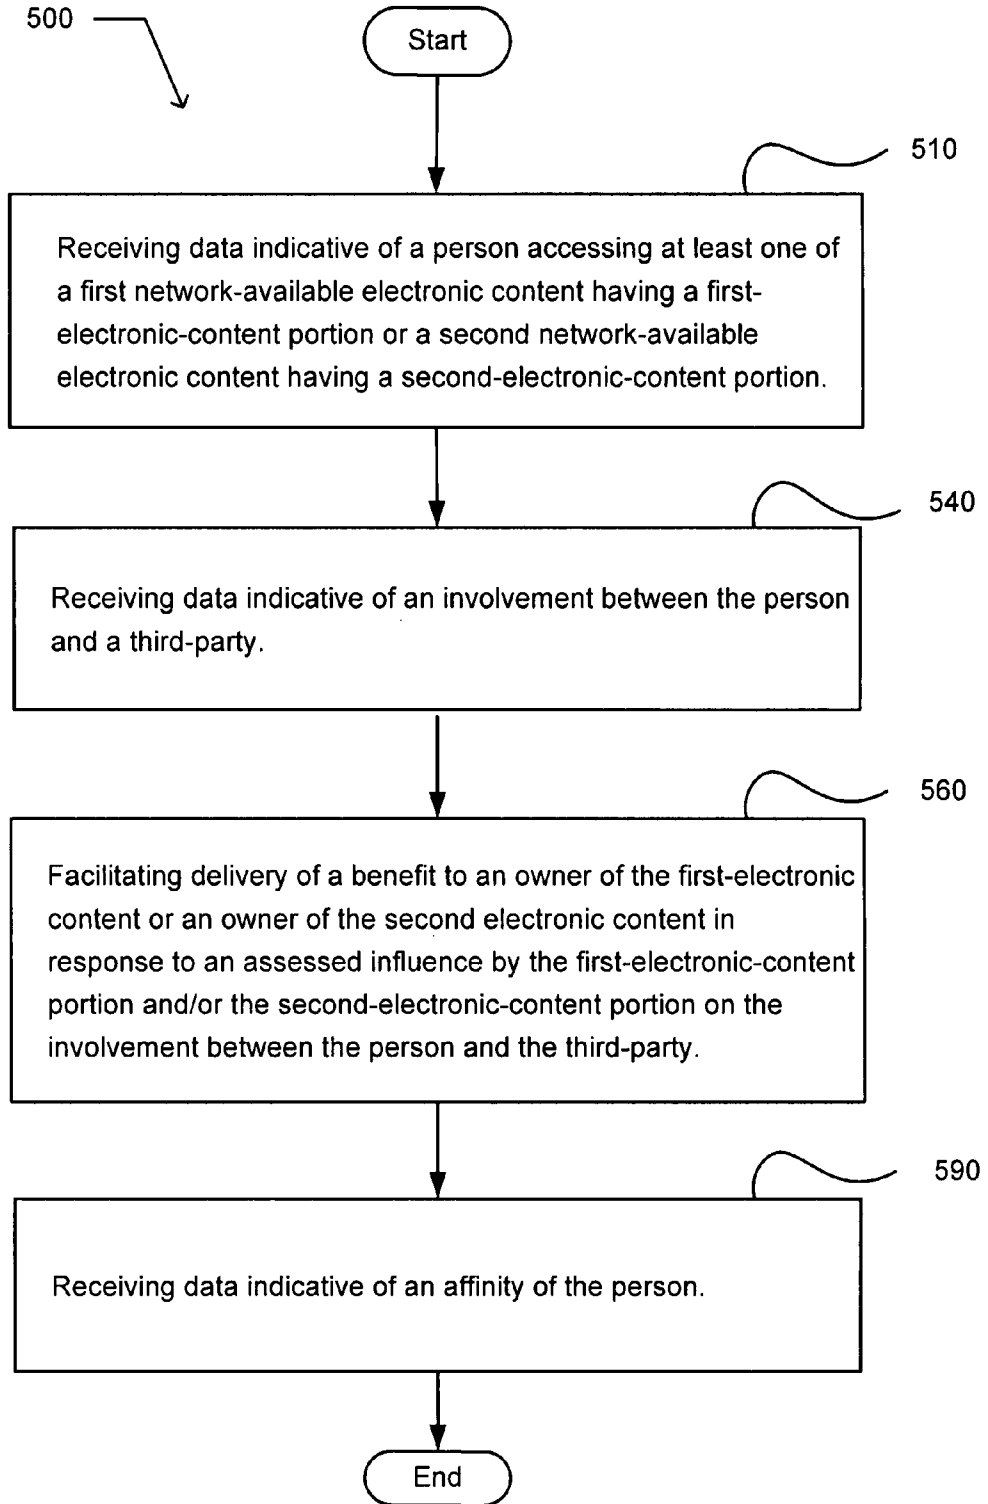 500
Start
510
Receiving data indicative of a person accessing at least one of
a first network-available electronic content having a first-
electronic-content portion or a second network-available
electronic content having a second-electronic-content portion.
540
Receiving data indicative of an involvement between the person
and a third-party.
560
Facilitating delivery of a benefit to an owner of the first-electronic
content or an owner of the second electronic content in
response to an assessed influence by the first-electronic-content
portion and/or the second-electronic-content portion on the
involvement between the person and the third-party.
590
Receiving data indicative of an affinity of the person.
End